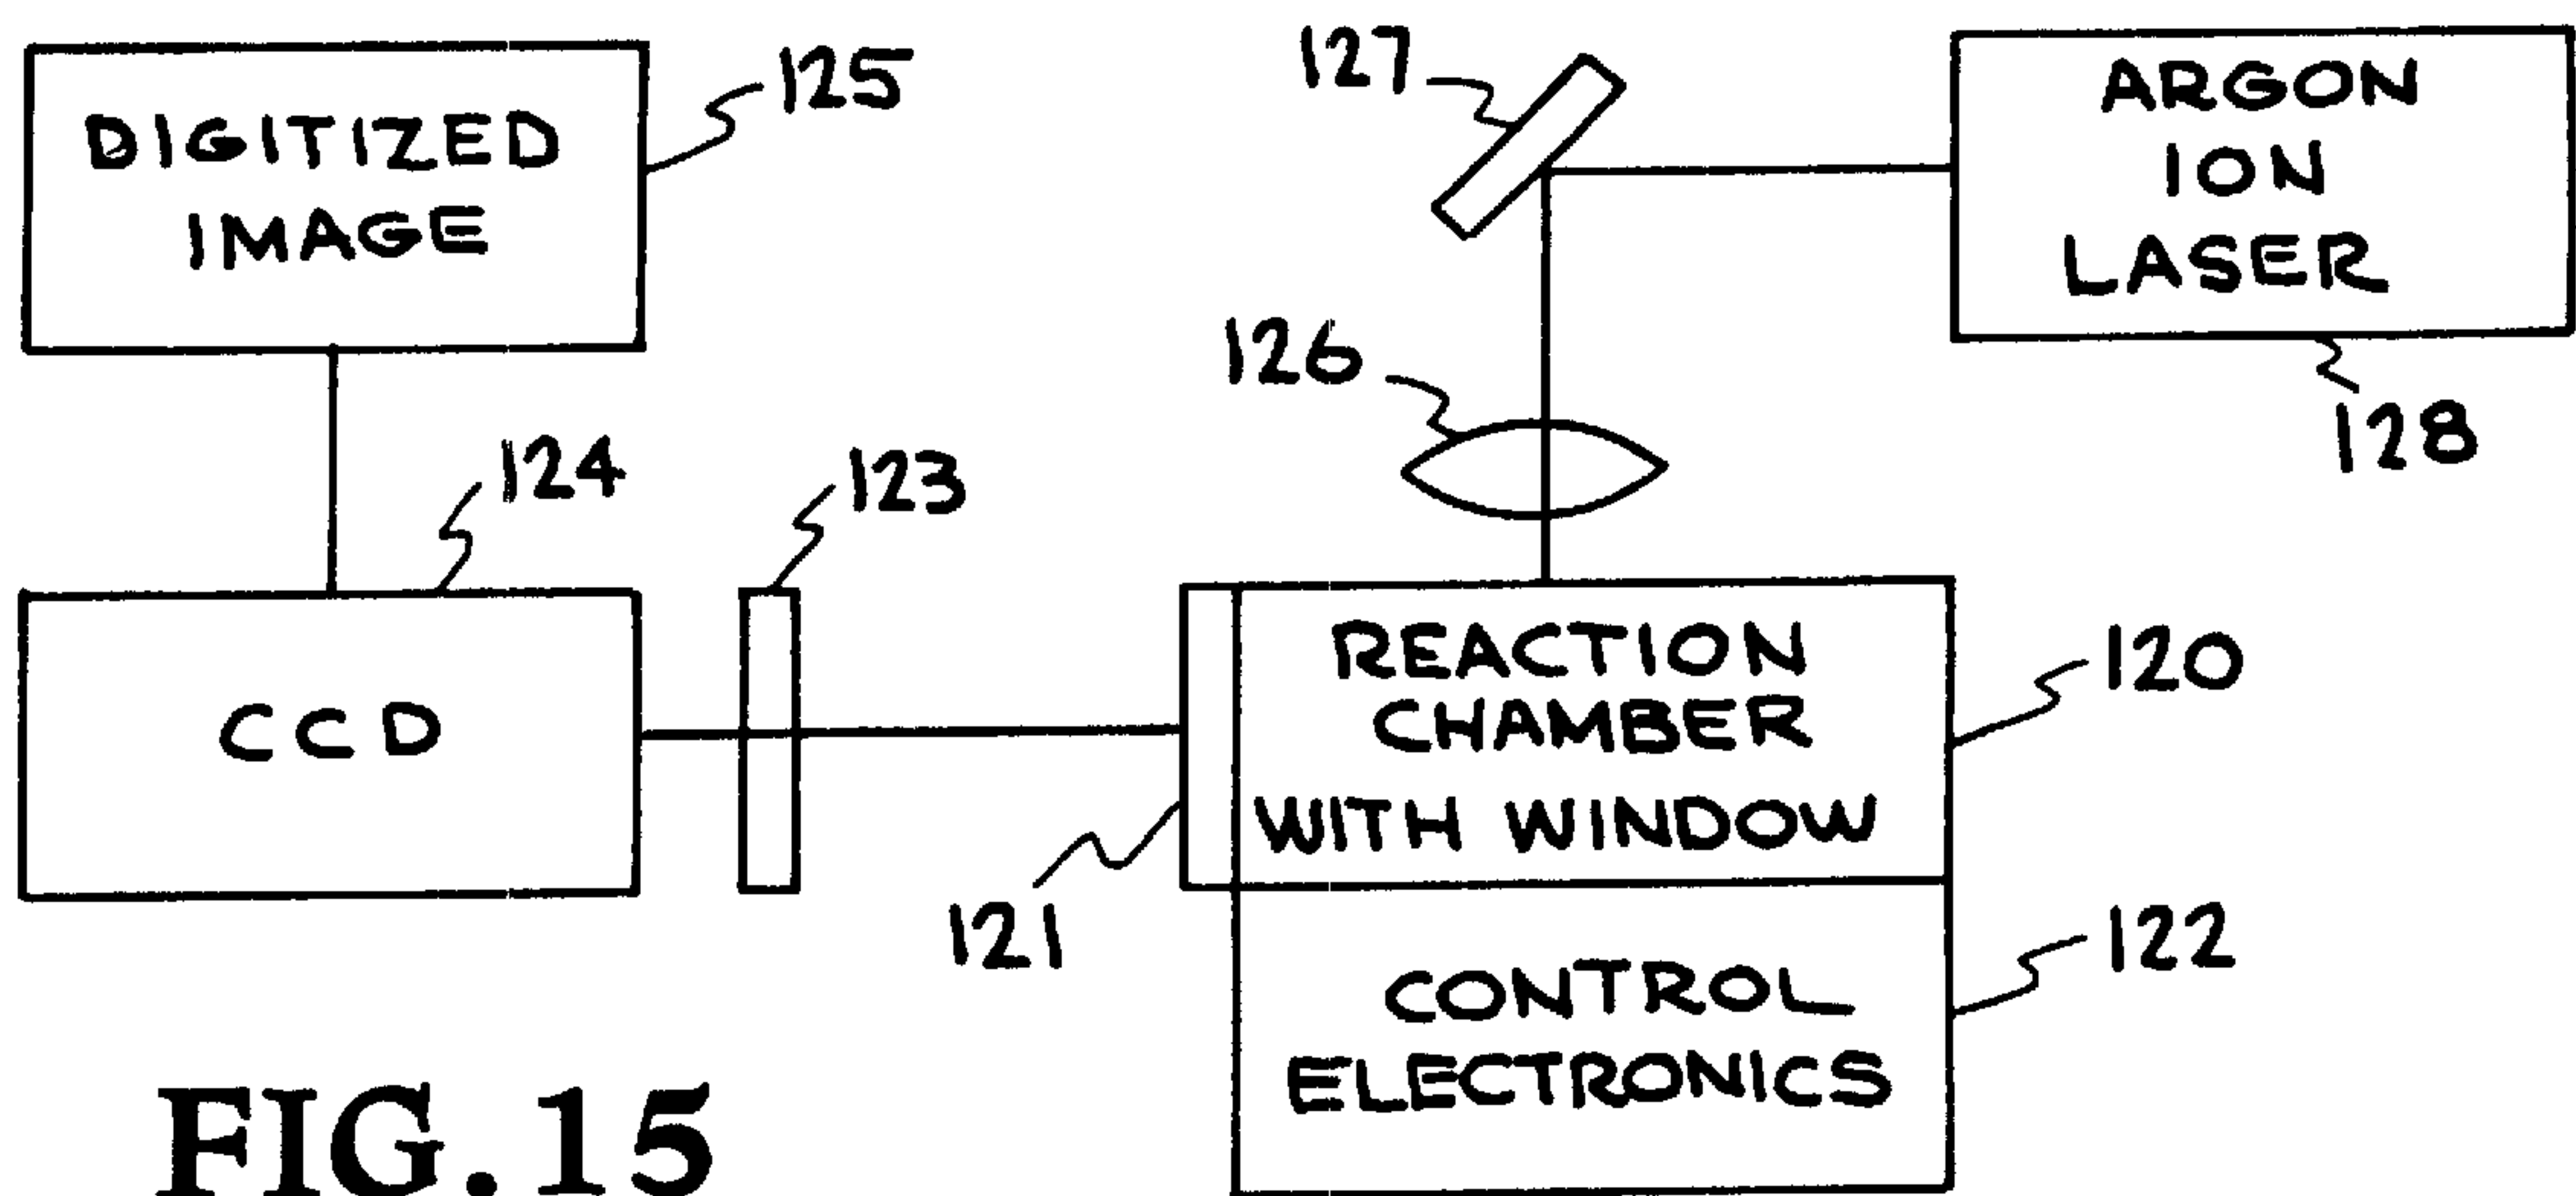 DIGITIZED
IMAGE
125
127
ARGON
ION
LASER
128
126
124
123
CCD
121
REACTION
CHAMBER
WITH WINDOW
120
CONTROL
ELECTRONICS
122
FIG. 15